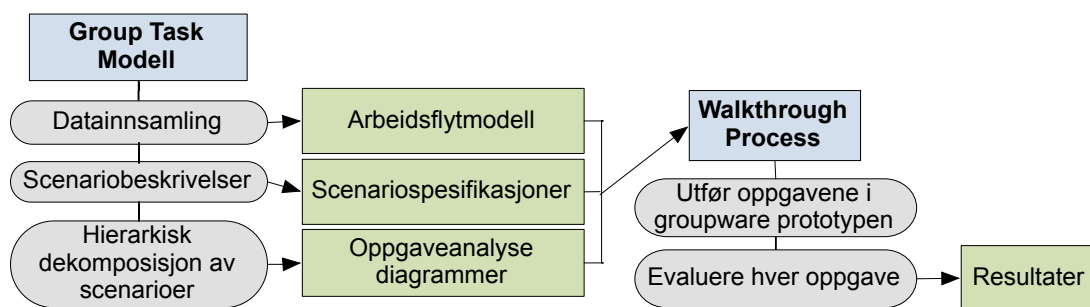 Group Task
Modell
Datainnsamling
Arbeidsflytmodell
Scenariobeskrivelser
Scenariospesifikasjoner
Hierarkisk
dekomposisjon av
scenarioer
Oppgaveanalyse
diagrammer
Walkthrough
Process
Utfør oppgavene i
groupware prototypen
Evaluere hver oppgave
Resultater